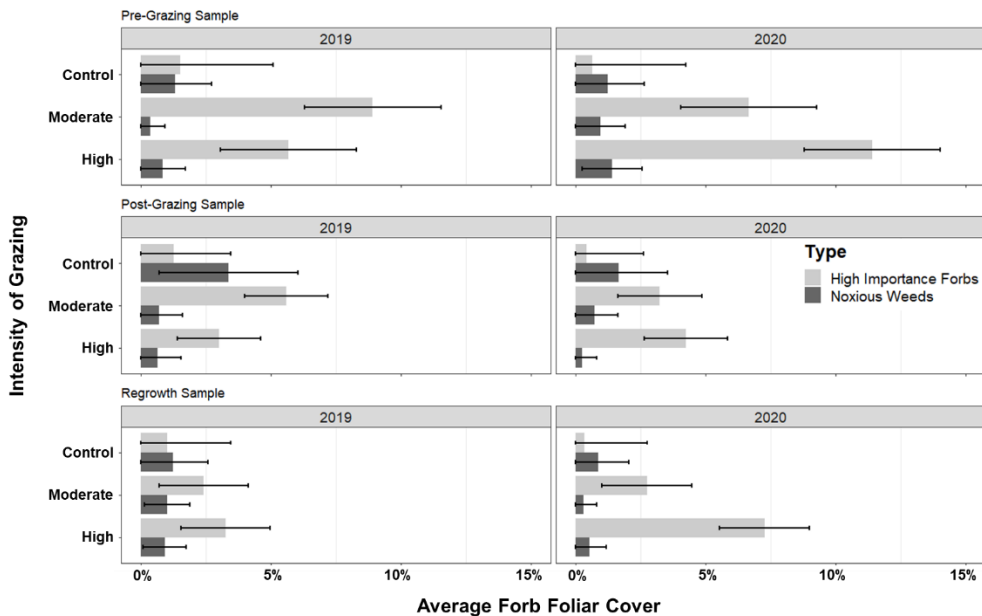 Pre-Grazing Sample
2019
2020
Control
Moderate
High
Post-Grazing Sample
2019
2020
Control
Moderate
High
Type
High Importance Forbs
Noxious Weeds
Regrowth Sample
2019
2020
Control
Moderate
High
0% 5% 10% 15%
0% 5% 10% 15%
Intensity of Grazing
Average Forb Foliar Cover